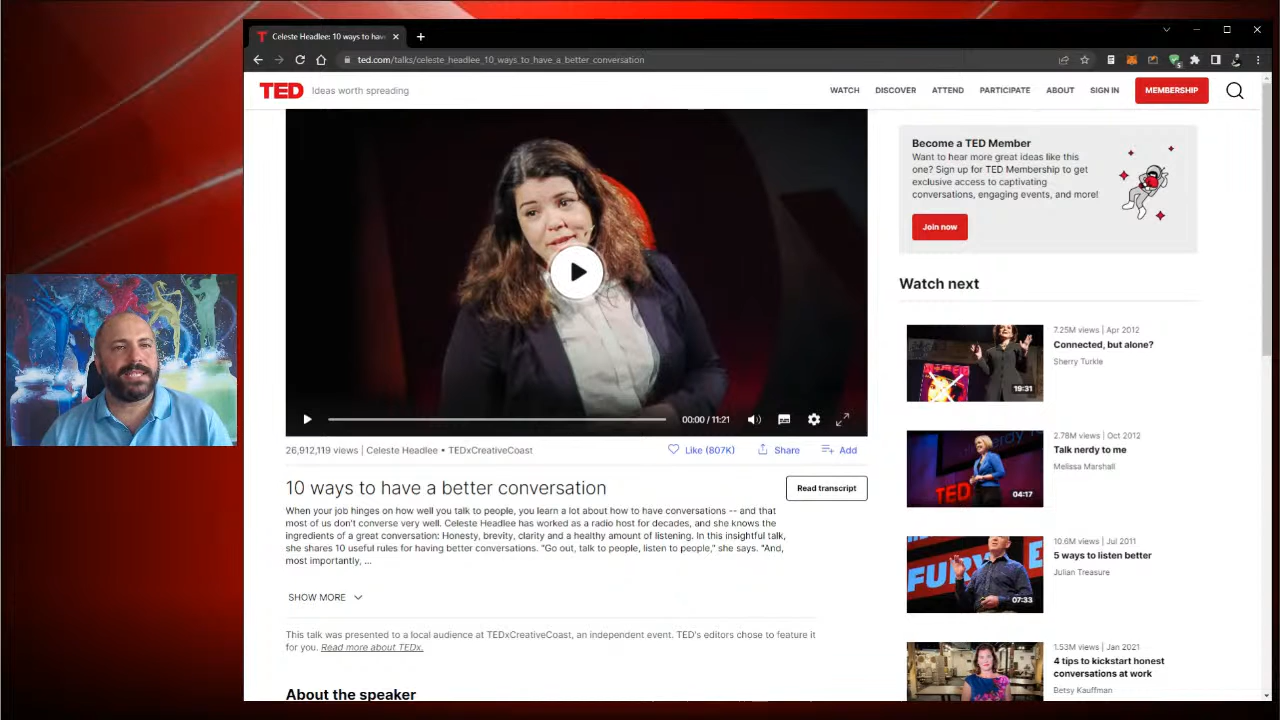 Celeste Headlee: 10 ways to hav
ted.com/talks/celeste_headlee_10_ways_to_have_a_better_conversation
TED Ideas worth spreading
WATCH DISCOVER ATTEND PARTICIPATE ABOUT SIGN IN MEMBERSHIP
00:00 / 11:21
26,912,119 views | Celeste Headlee • TEDxCreativeCoast
Like (807K) Share Add
10 ways to have a better conversation
Read transcript
When your job hinges on how well you talk to people, you learn a lot about how to have conversations -- and that
most of us don't converse very well. Celeste Headlee has worked as a radio host for decades, and she knows the
ingredients of a great conversation: Honesty, brevity, clarity and a healthy amount of listening. In this insightful talk,
she shares 10 useful rules for having better conversations. "Go out, talk to people, listen to people," she says. "And,
most importantly, ...
SHOW MORE
This talk was presented to a local audience at TEDxCreativeCoast, an independent event. TED's editors chose to feature it
for you. Read more about TEDx.
About the speaker
Become a TED Member
Want to hear more great ideas like this
one? Sign up for TED Membership to get
exclusive access to captivating
conversations, engaging events, and more!
Join now
Watch next
19:31
7.25M views | Apr 2012
Connected, but alone?
Sherry Turkle
TED
04:17
2.78M views | Oct 2012
Talk nerdy to me
Melissa Marshall
FURY
E
07:33
10.6M views | Jul 2011
5 ways to listen better
Julian Treasure
1.53M views | Jan 2021
4 tips to kickstart honest
conversations at work
Betsy Kauffman